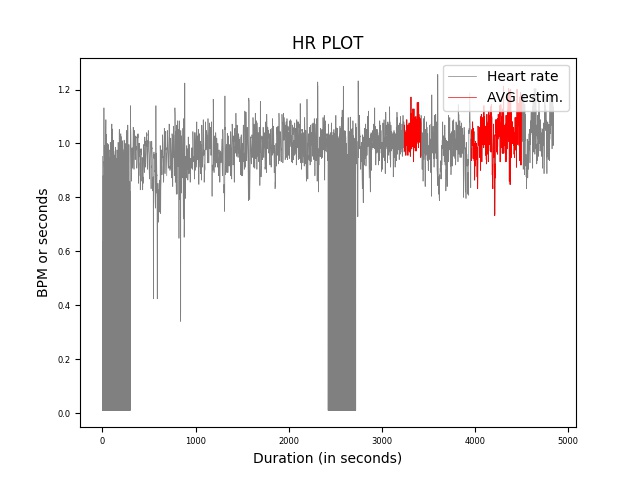 HR PLOT
Heart rate
AVG estim.
BPM or seconds
1.2
1.0
0.8
0.6
0.4
0.2
0.0
0 1000 2000 3000 4000 5000
Duration (in seconds)